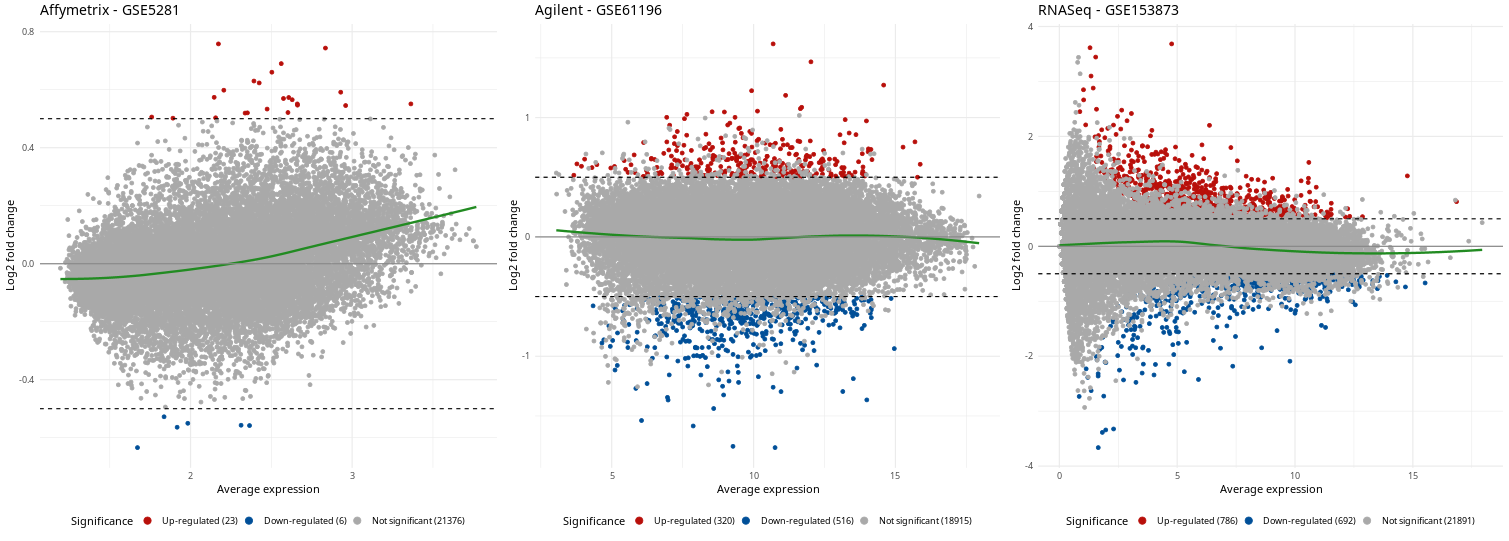 Affymetrix - GSE5281
Log2 fold change
0.8
0.4
0.0
-0.4
2 3
Average expression
Significance Up-regulated (23) Down-regulated (6) Not significant (21376)
Agilent - GSE61196
Log2 fold change
1
0
-1
5 10 15
Average expression
Significance Up-regulated (320) Down-regulated (516) Not significant (18915)
RNASeq - GSE153873
Log2 fold change
4
2
0
-2
-4
0 5 10 15
Average expression
Significance Up-regulated (786) Down-regulated (692) Not significant (21891)